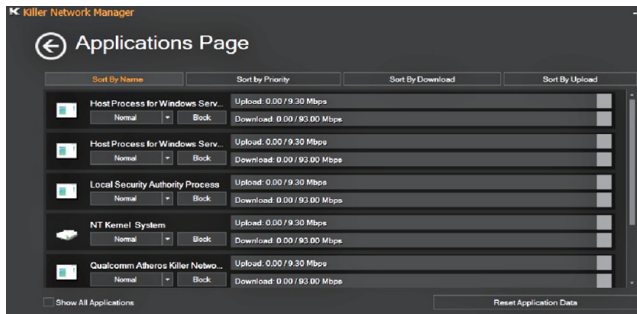 Killer Network Manager
Applications Page
Sort By Name
Sort by Priority
Sort By Download
Sort By Upload
Host Process for Windows Serv...
Upload: 0.00 / 9.30 Mbps
Normal
Block
Download: 0.00 / 93.00 Mbps
Host Process for Windows Serv...
Upload: 0.00 / 9.30 Mbps
Normal
Block
Download: 0.00 / 93.00 Mbps
Local Security Authority Process
Upload: 0.00 / 9.30 Mbps
Normal
Block
Download: 0.00 / 93.00 Mbps
NT Kernel System
Upload: 0.00 / 9.30 Mbps
Normal
Block
Download: 0.00 / 93.00 Mbps
Qualcomm Atheros Killer Netwo...
Upload: 0.00 / 9.30 Mbps
Normal
Block
Download: 0.00 / 93.00 Mbps
Show All Applications
Reset Application Data